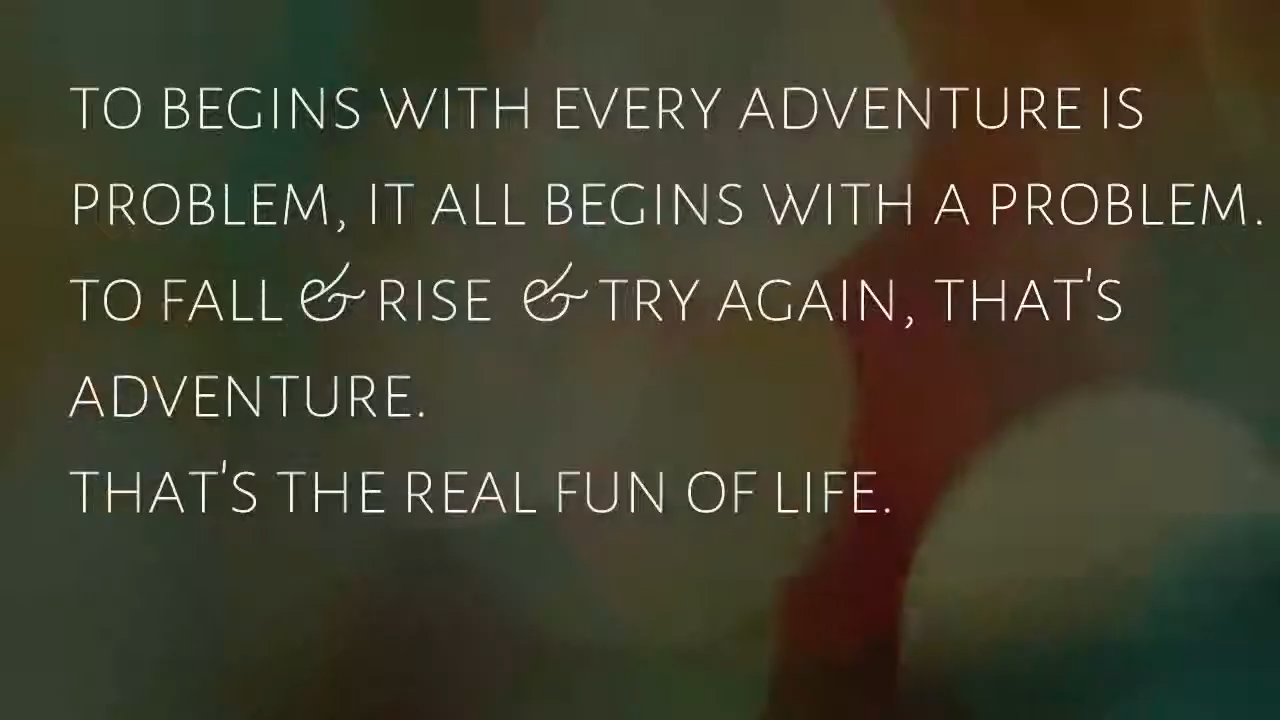 TO BEGINS WITH EVERY ADVENTURE IS
PROBLEM, IT ALL BEGINS WITH A PROBLEM.
TO FALL & RISE & TRY AGAIN, THAT'S
ADVENTURE.
THAT'S THE REAL FUN OF LIFE.